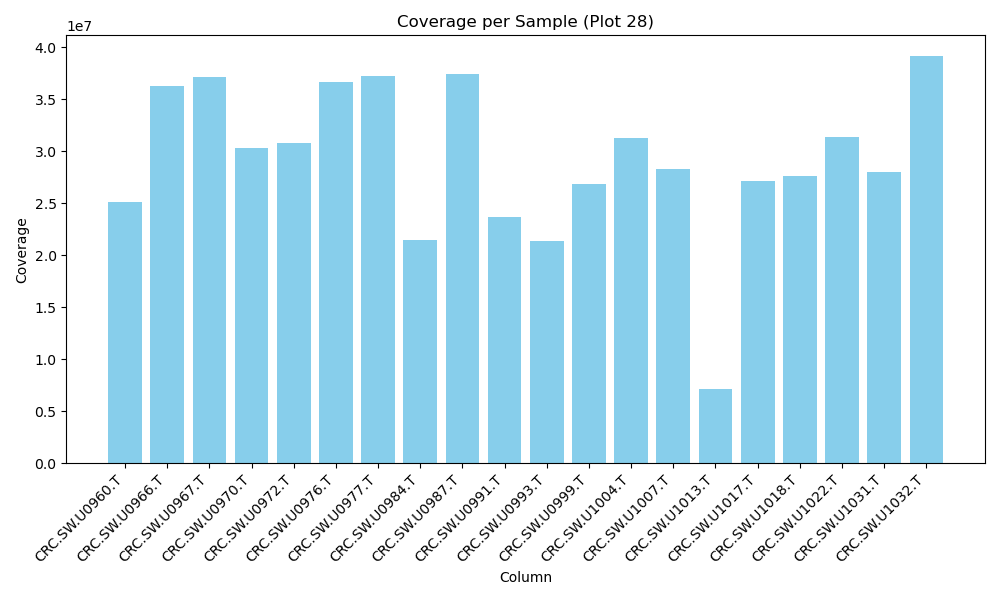 Coverage per Sample (Plot 28)
1e7
4.0
3.5
3.0
2.5
2.0
1.5
1.0
0.5
0.0
Coverage
CRC.SW.U0960.T
CRC.SW.U0966.T
CRC.SW.U0967.T
CRC.SW.U0970.T
CRC.SW.U0972.T
CRC.SW.U0976.T
CRC.SW.U0977.T
CRC.SW.U0984.T
CRC.SW.U0987.T
CRC.SW.U0991.T
CRC.SW.U0993.T
CRC.SW.U0999.T
CRC.SW.U1004.T
CRC.SW.U1007.T
CRC.SW.U1013.T
CRC.SW.U1017.T
CRC.SW.U1018.T
CRC.SW.U1022.T
CRC.SW.U1031.T
CRC.SW.U1032.T
Column